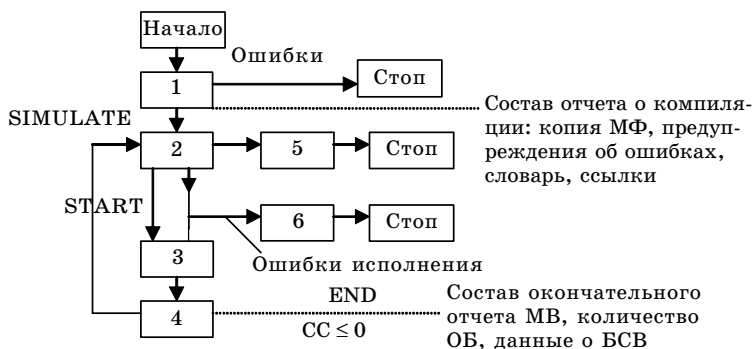 Начало
Ошибки
1
Стоп
Состав отчета о компиля-
ции: копия МФ, предуп-
реждения об ошибках,
словарь, ссылки
SIMULATE
2
5
Стоп
START
6
Стоп
3
Ошибки исполнения
4
END
CC ≤ 0
Состав окончательного
отчета МВ, количество
ОБ, данные о БСВ